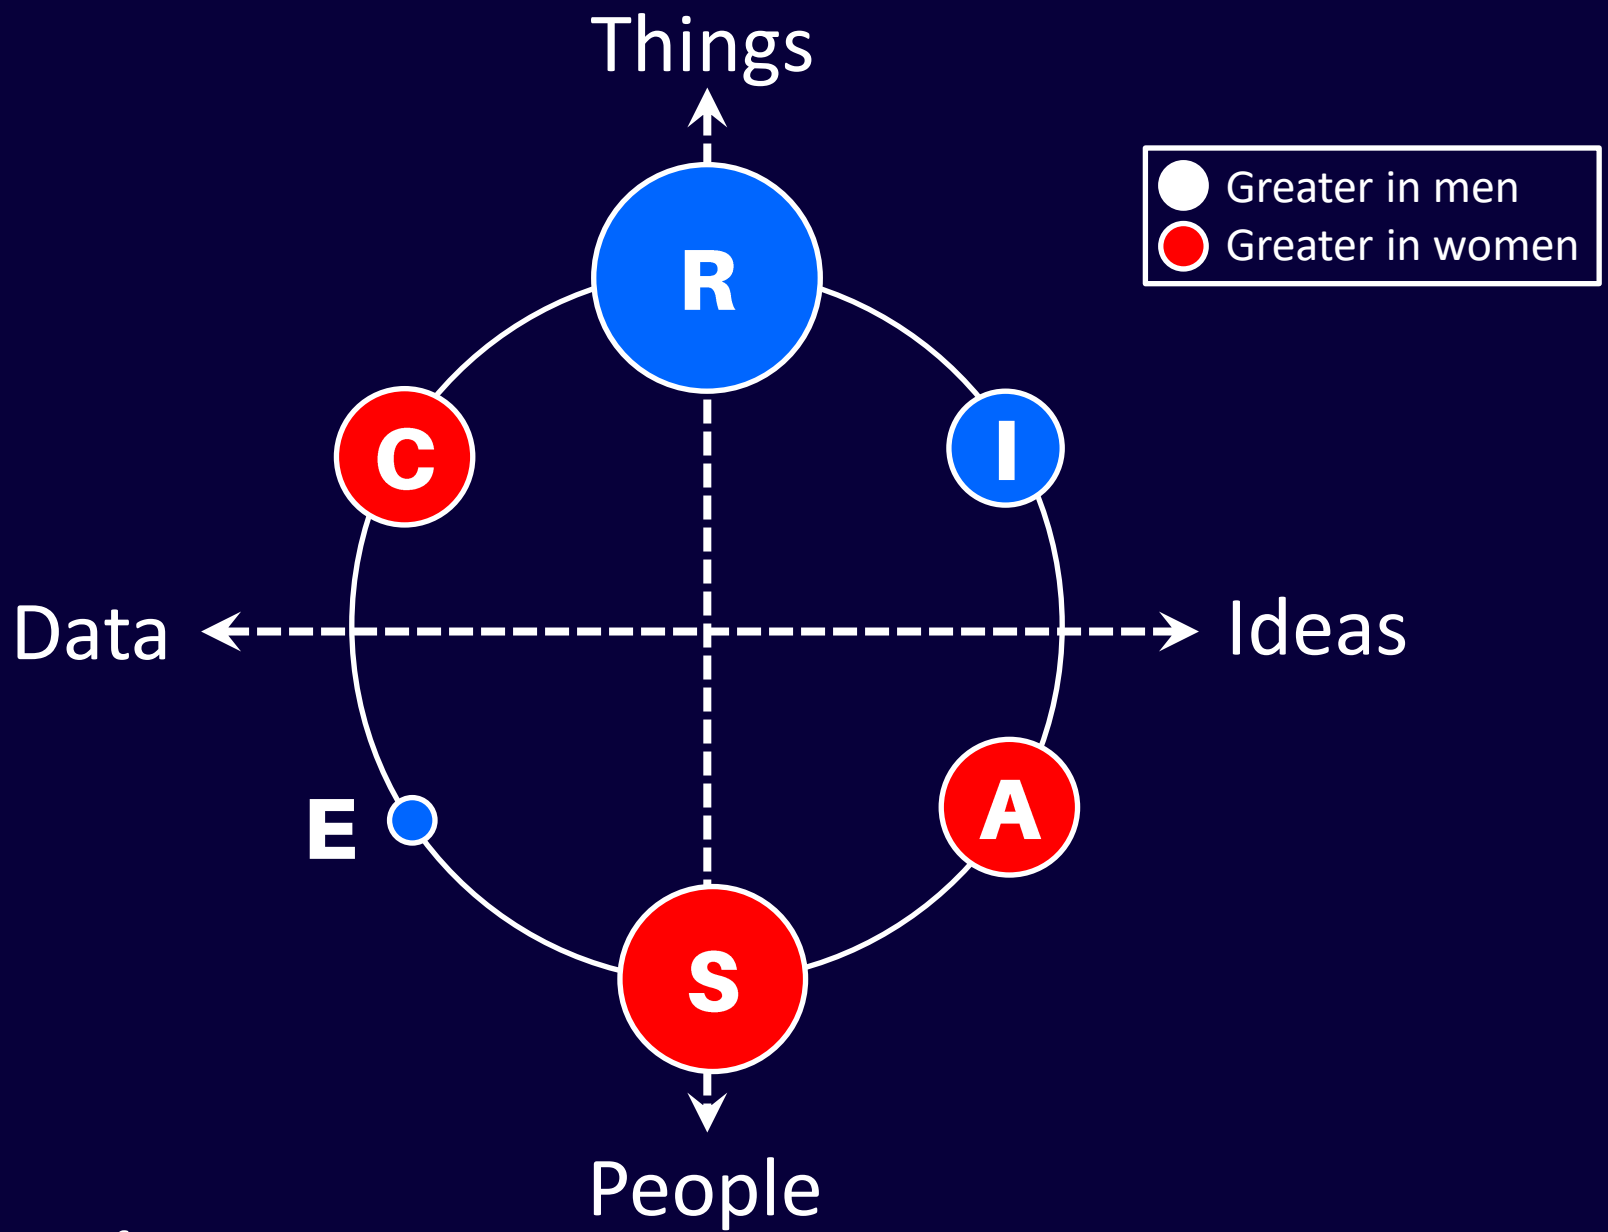 Things
Greater in men
Greater in women
R
C
I
Data
Ideas
E
A
S
People